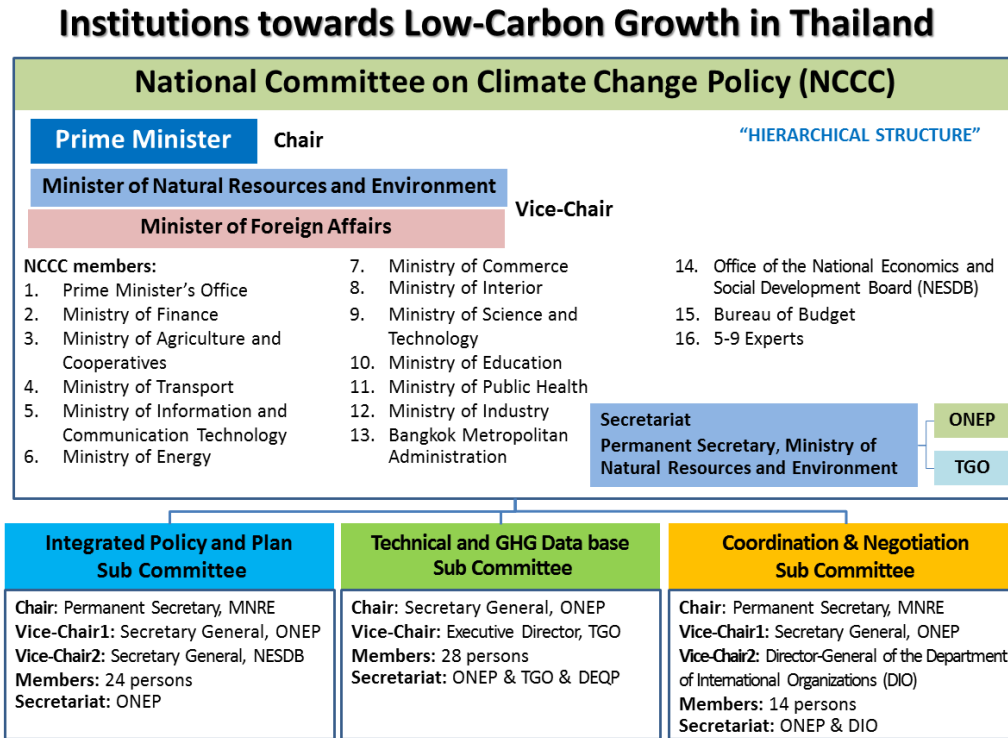 Institutions towards Low-Carbon Growth in Thailand
National Committee on Climate Change Policy (NCCC)
Prime Minister
Chair
"HIERARCHICAL STRUCTURE"
Minister of Natural Resources and Environment
Minister of Foreign Affairs
Vice-Chair
NCCC members:
1. Prime Minister's Office
2. Ministry of Finance
3. Ministry of Agriculture and
Cooperatives
4. Ministry of Transport
5. Ministry of Information and
Communication Technology
6. Ministry of Energy
7. Ministry of Commerce
8. Ministry of Interior
9. Ministry of Science and
Technology
10. Ministry of Education
11. Ministry of Public Health
12. Ministry of Industry
13. Bangkok Metropolitan
Administration
14. Office of the National Economics and
Social Development Board (NESDB)
15. Bureau of Budget
16. 5-9 Experts
Secretariat
Permanent Secretary, Ministry of
Natural Resources and Environment
ONEP
TGO
Integrated Policy and Plan
Sub Committee
Chair: Permanent Secretary, MNRE
Vice-Chair1: Secretary General, ONEP
Vice-Chair2: Secretary General, NESDB
Members: 24 persons
Secretariat: ONEP
Technical and GHG Data base
Sub Committee
Chair: Secretary General, ONEP
Vice-Chair: Executive Director, TGO
Members: 28 persons
Secretariat: ONEP & TGO & DEQP
Coordination & Negotiation
Sub Committee
Chair: Permanent Secretary, MNRE
Vice-Chair1: Secretary General, ONEP
Vice-Chair2: Director-General of the Department
of International Organizations (DIO)
Members: 14 persons
Secretariat: ONEP & DIO